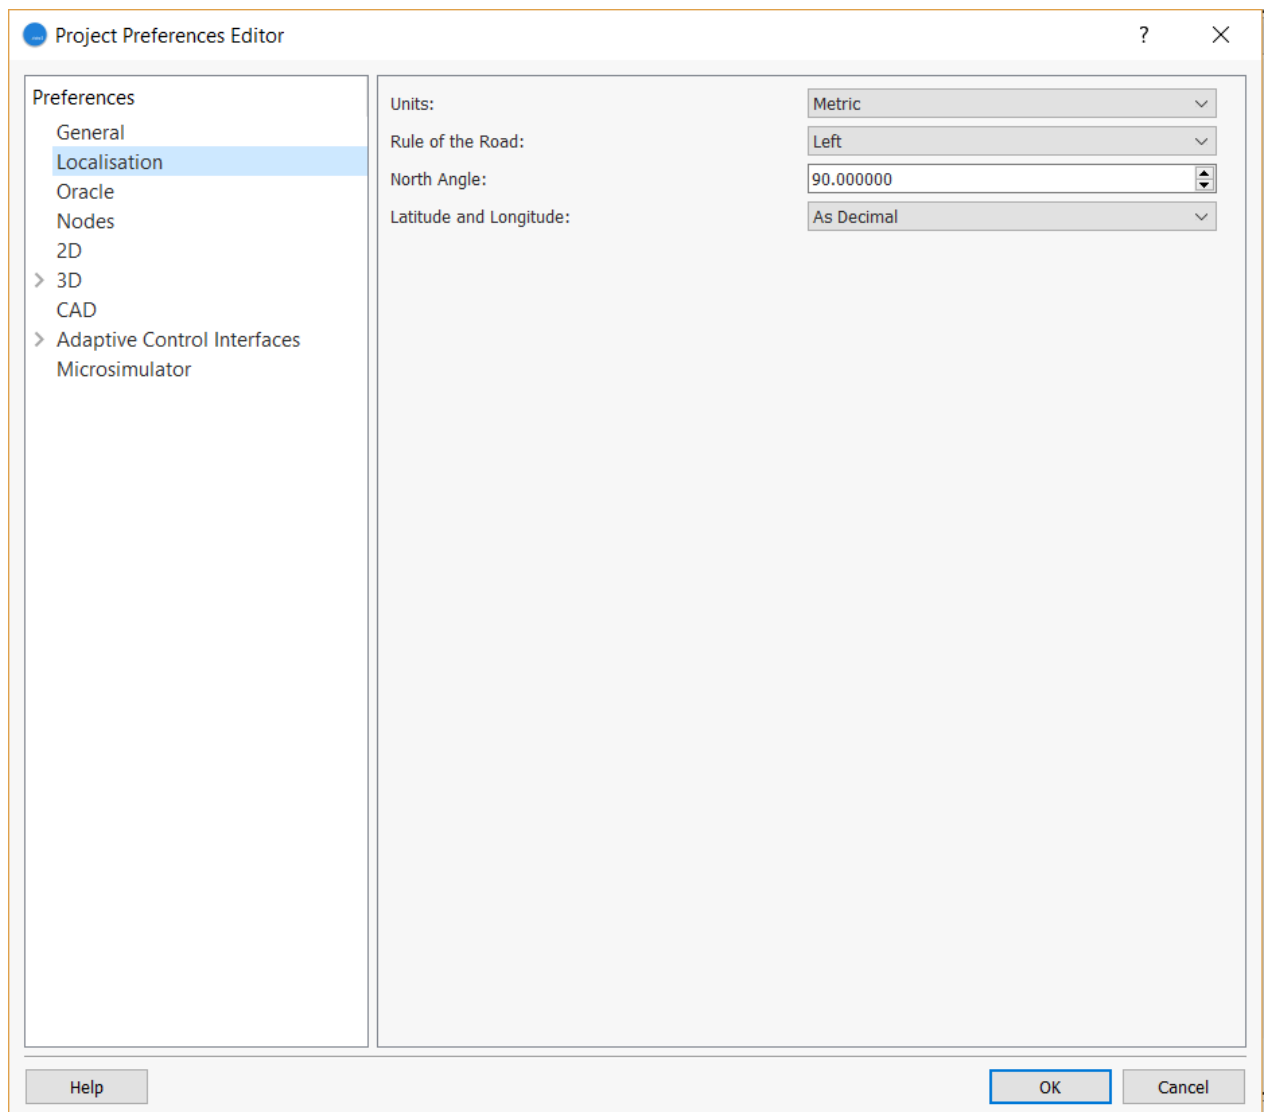 Project Preferences Editor
?
Preferences
General
Localisation
Oracle
Nodes
2D
3D
CAD
Adaptive Control Interfaces
Microsimulator
Units: Metric
Rule of the Road: Left
North Angle: 90.000000
Latitude and Longitude: As Decimal
Help
OK
Cancel